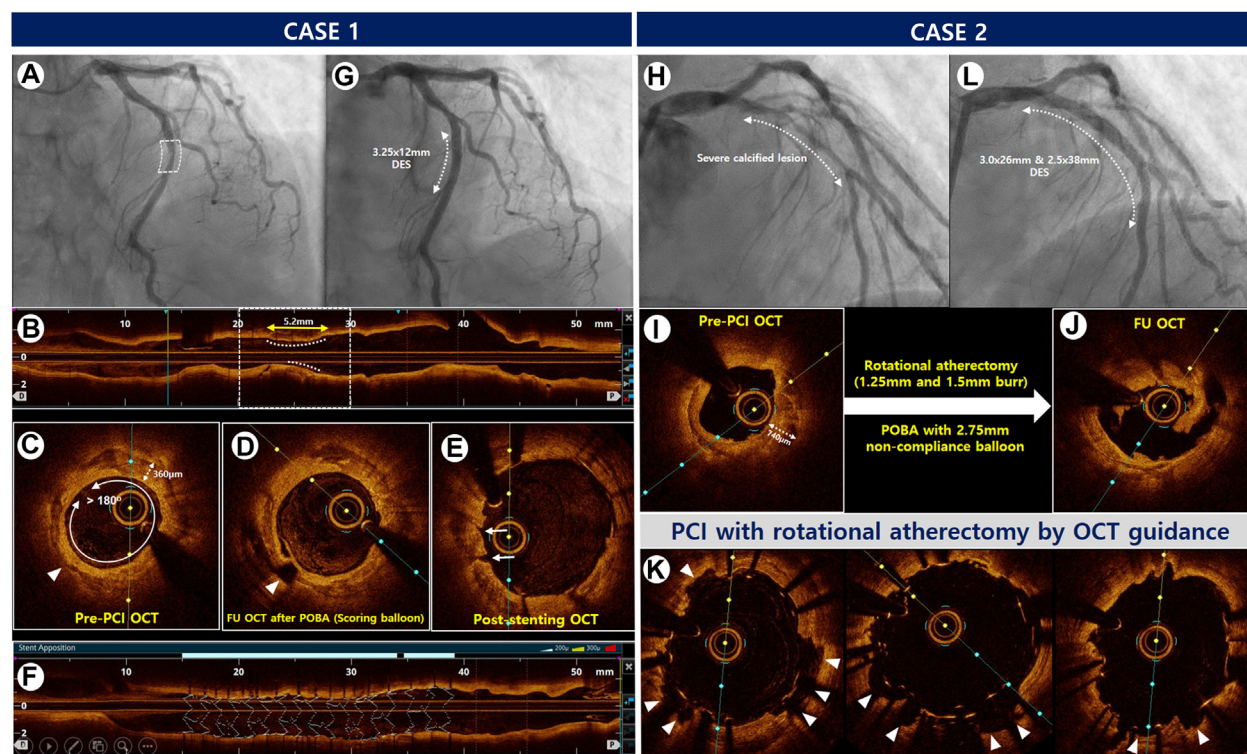 CASE 1
CASE 2
A
G
3.25x12mm
DES
H
Severe calcified lesion
L
3.0x26mm & 2.5x38mm
DES
B
10 20 30 40 50 mm
5.2mm
0
2
D
P
I
Pre-PCI OCT
740µm
Rotational atherectomy
(1.25mm and 1.5mm burr)
POBA with 2.75mm
non-compliance balloon
J
FU OCT
C
360µm
> 180º
Pre-PCI OCT
D
FU OCT after POBA (Scoring balloon)
E
Post-stenting OCT
PCI with rotational atherectomy by OCT guidance
K
Stent Apposition
200µ 300µ
F
10 20 30 40 50 mm
0
2
D
P